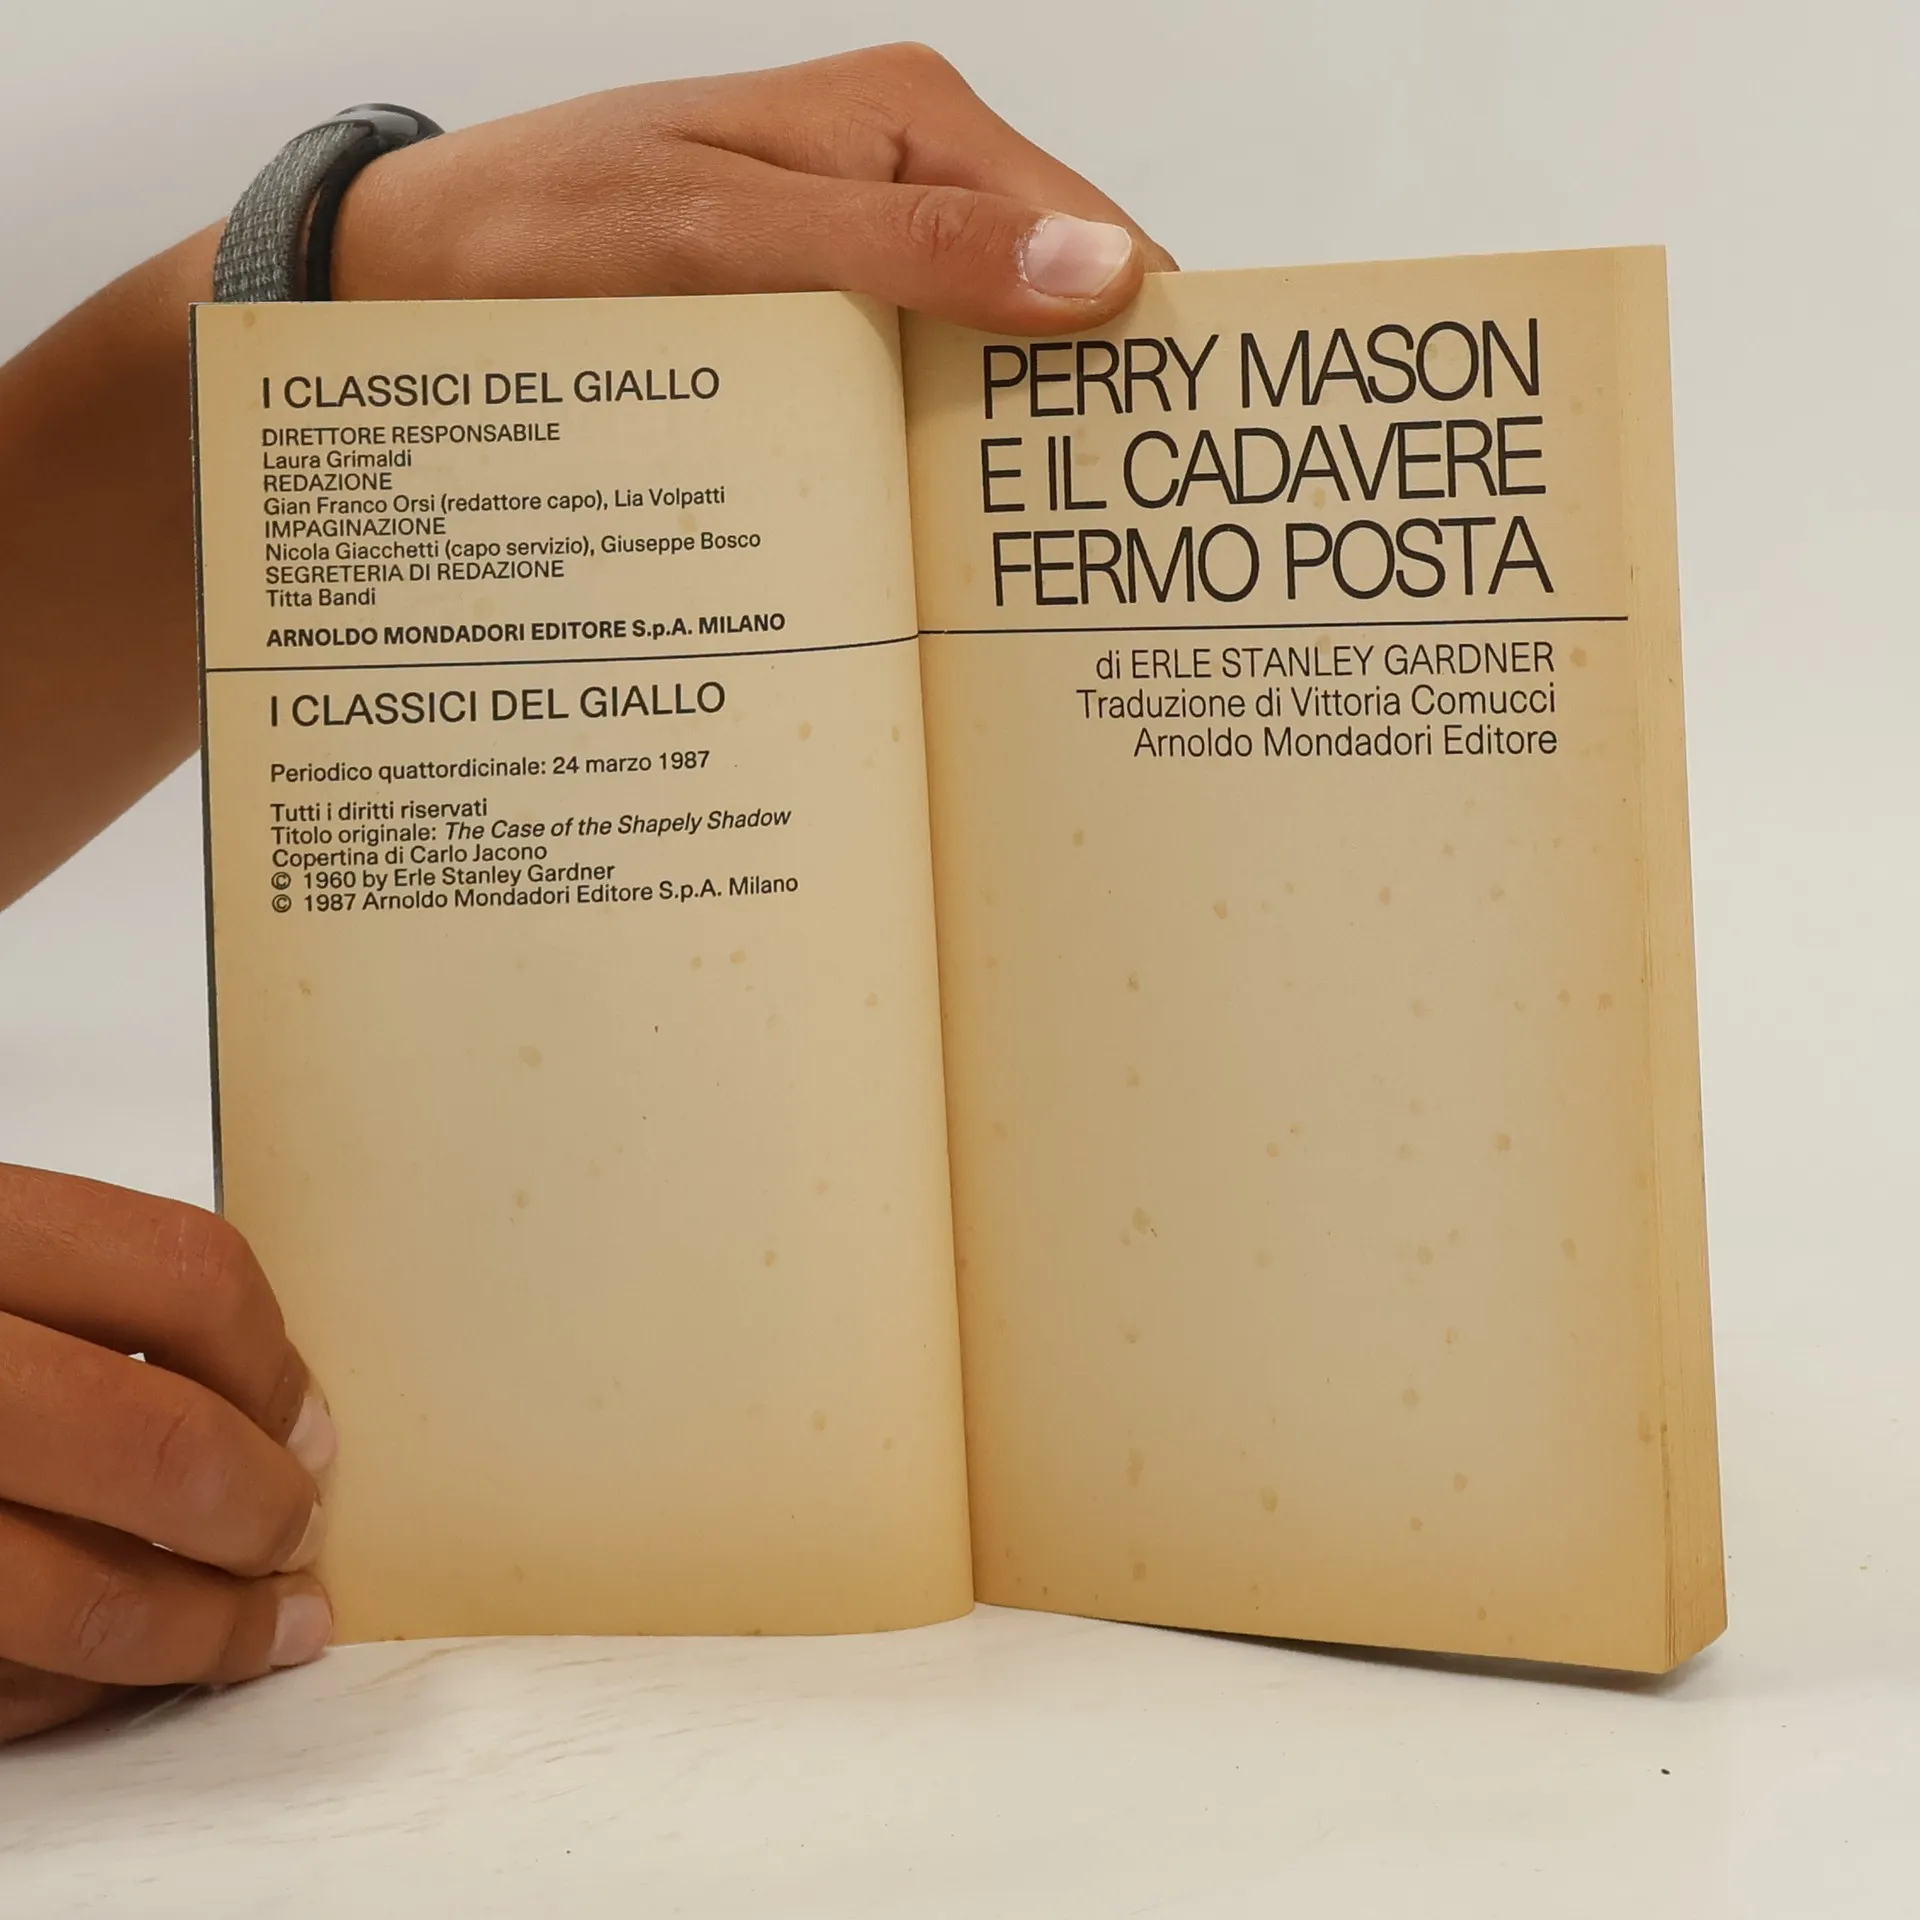 I CLASSICI DEL GIALLO
DIRETTORE RESPONSABILE
Laura Grimaldi
REDAZIONE
Gian Franco Orsi (redattore capo), Lia Volpatti
IMPAGINAZIONE
Nicola Giacchetti (capo servizio), Giuseppe Bosco
SEGRETERIA DI REDAZIONE
Titta Bandi
ARNOLDO MONDADORI EDITORE S.p.A. MILANO
I CLASSICI DEL GIALLO
Periodico quattordicinale: 24 marzo 1987
Tutti i diritti riservati
Titolo originale: The Case of the Shapely Shadow
Copertina di Carlo Jacono
© 1960 by Erle Stanley Gardner
© 1987 Arnoldo Mondadori Editore S.p.A. Milano
PERRY MASON
E IL CADAVERE
FERMO POSTA
di ERLE STANLEY GARDNER
Traduzione di Vittoria Comucci
Arnoldo Mondadori Editore